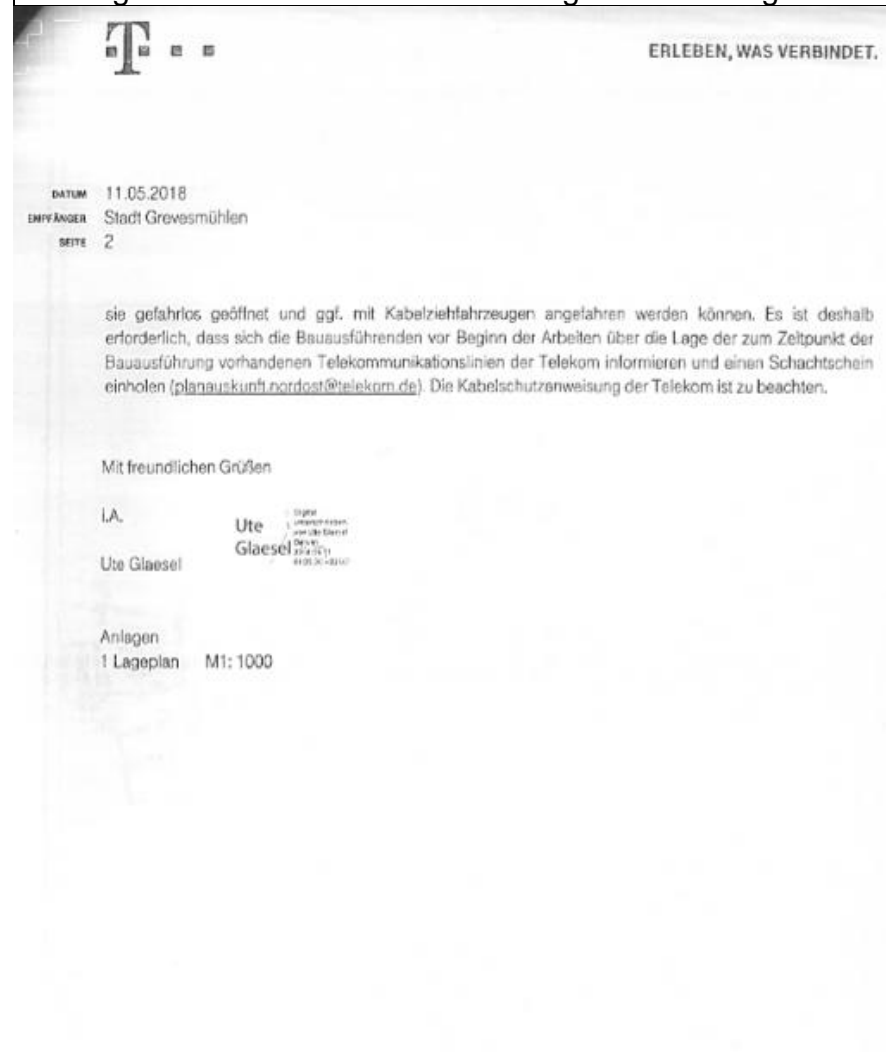 T
ERLEBEN, WAS VERBINDET.
DATUM 11.05.2018
EMPFÄNGER Stadt Grevesmühlen
SEITE 2
sie gefahrlos geöffnet und ggf. mit Kabelziehfahrzeugen angefahren werden können. Es ist deshalb
erforderlich, dass sich die Bauausführenden vor Beginn der Arbeiten über die Lage der zum Zeitpunkt der
Bauausführung vorhandenen Telekommunikationslinien der Telekom informieren und einen Schachtschein
einholen (planauskunft.nordost@telekom.de). Die Kabelschutzanweisung der Telekom ist zu beachten.
Mit freundlichen Grüßen
i.A.
Ute
Glaesel
Ute Glaesel
Anlagen
1 Lageplan M1: 1000